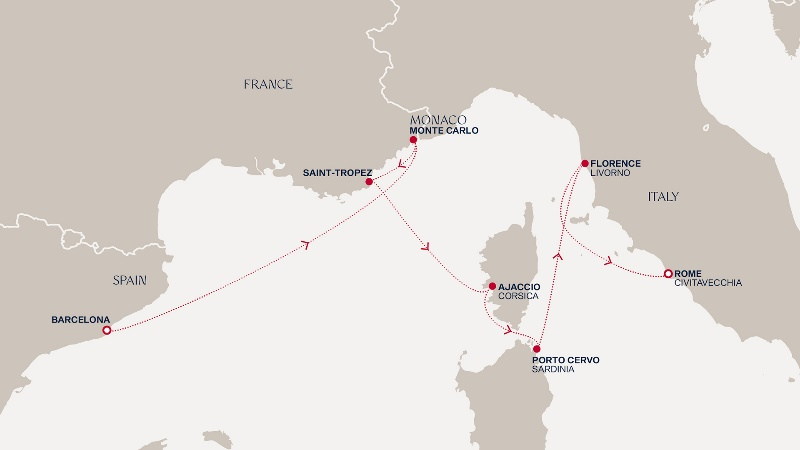 FRANCE
MONACO
MONTE CARLO
SAINT-TROPEZ
FLORENCE
LIVORNO
ITALY
SPAIN
ROME
CIVITAVECCHIA
AJACCIO
CORSICA
BARCELONA
PORTO CERVO
SARDINIA